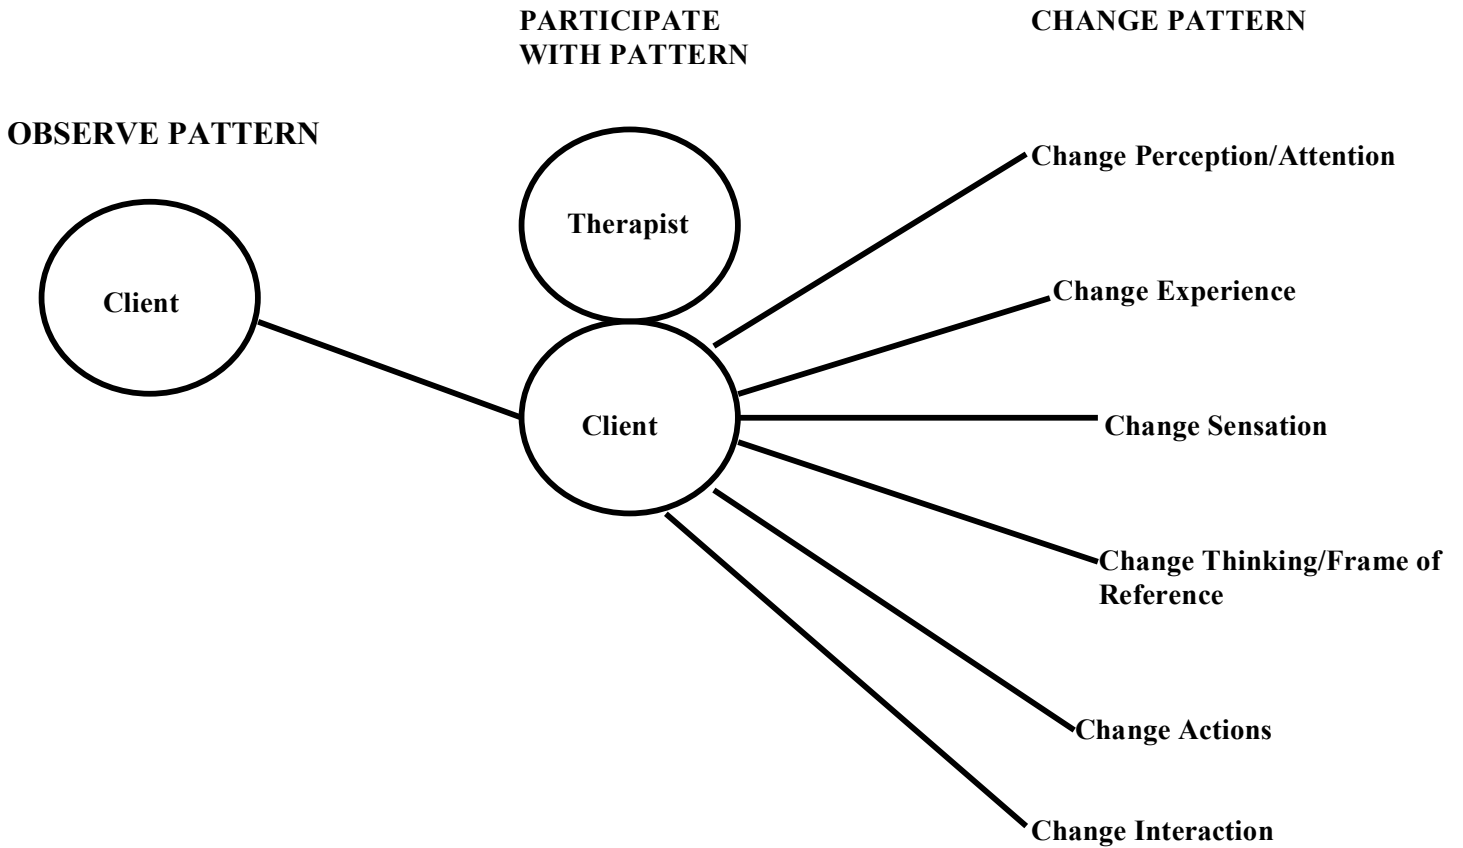 PARTICIPATE
WITH PATTERN
CHANGE PATTERN
OBSERVE PATTERN
Change Perception/Attention
Therapist
Change Experience
Client
Client
Change Sensation
Change Thinking/Frame of
Reference
Change Actions
Change Interaction